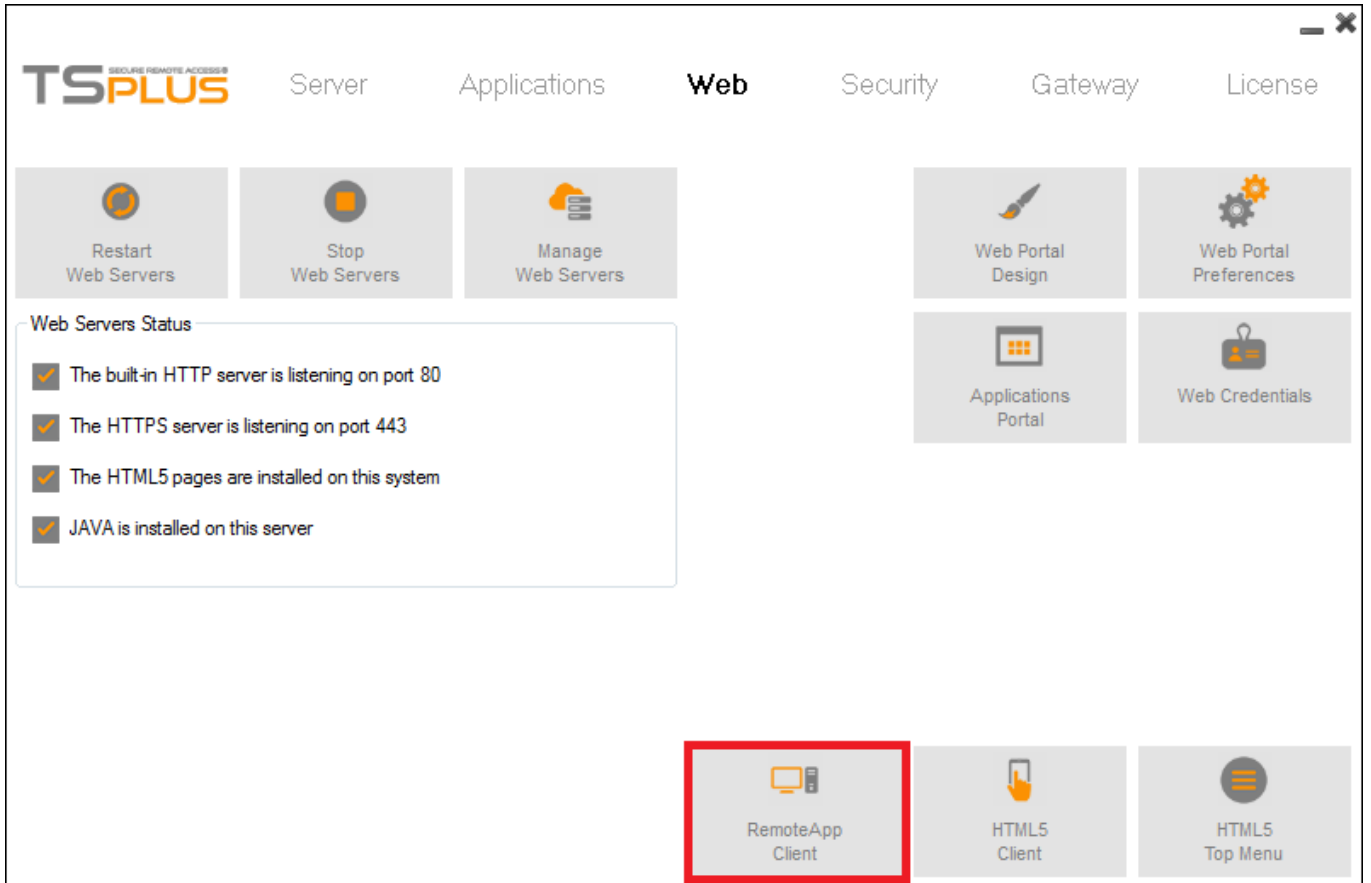 TSPLUS SECURE REMOTE ACCESS®
Server Applications Web Security Gateway License
Restart
Web Servers
Stop
Web Servers
Manage
Web Servers
Web Portal
Design
Web Portal
Preferences
Web Servers Status
The built-in HTTP server is listening on port 80
The HTTPS server is listening on port 443
The HTML5 pages are installed on this system
JAVA is installed on this server
Applications
Portal
Web Credentials
RemoteApp
Client
HTML5
Client
HTML5
Top Menu